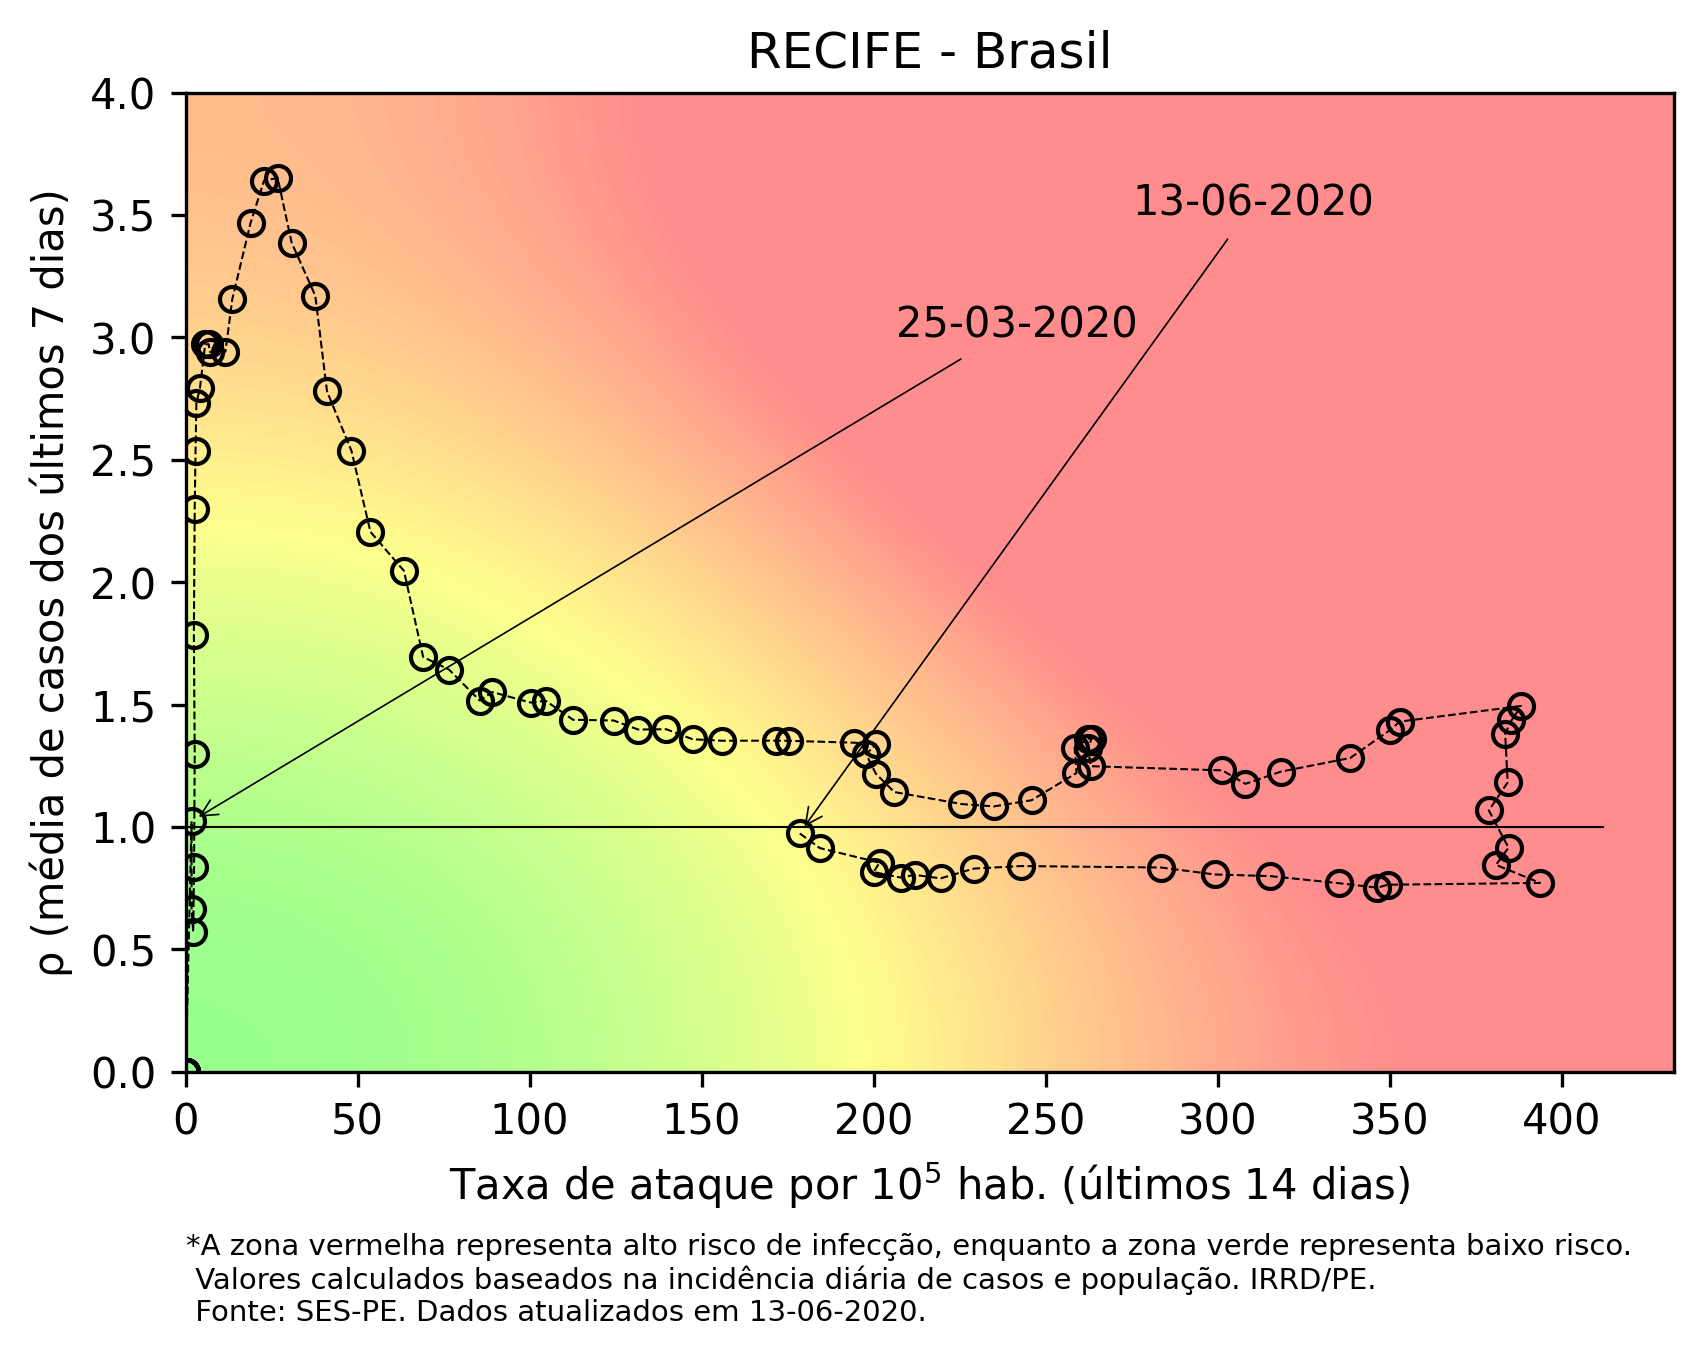 RECIFE - Brasil
4.0
3.5
3.0
2.5
2.0
1.5
1.0
0.5
0.0
ρ (média de casos dos últimos 7 dias)
13-06-2020
25-03-2020
0 50 100 150 200 250 300 350 400
Taxa de ataque por 10⁵ hab. (últimos 14 dias)
*A zona vermelha representa alto risco de infecção, enquanto a zona verde representa baixo risco.
Valores calculados baseados na incidência diária de casos e população. IRRD/PE.
Fonte: SES-PE. Dados atualizados em 13-06-2020.